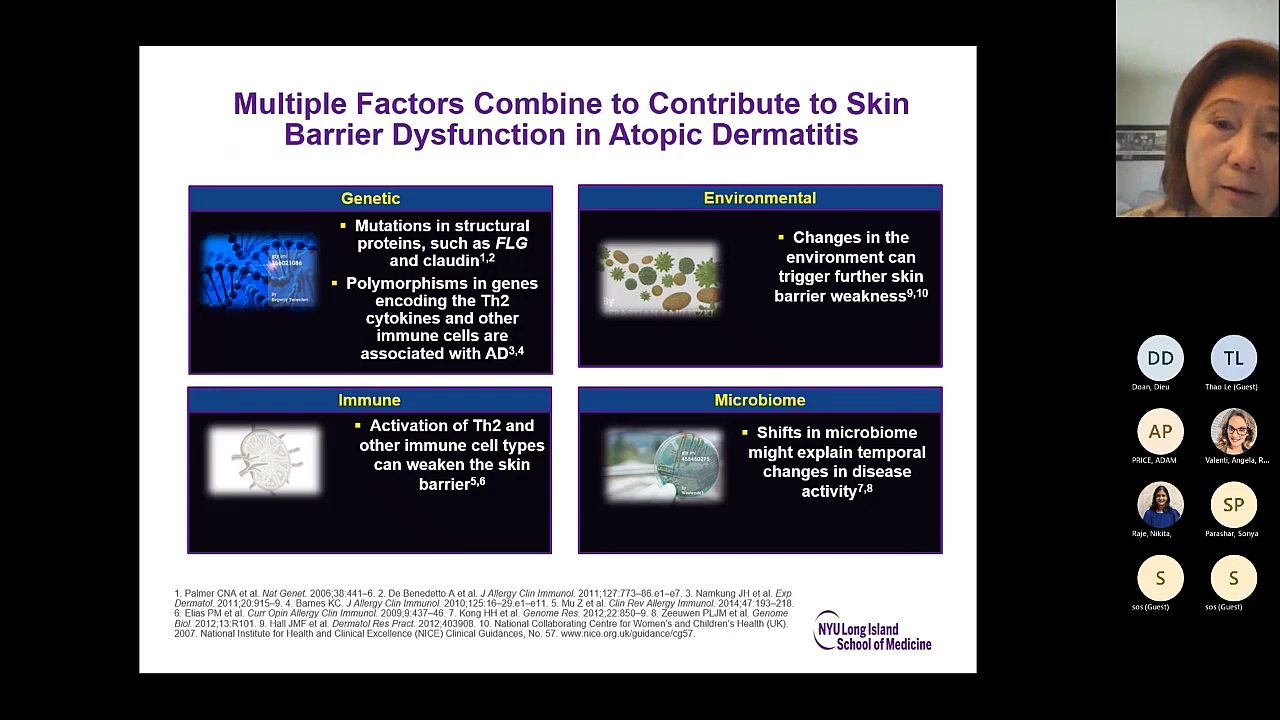 Multiple Factors Combine to Contribute to Skin
Barrier Dysfunction in Atopic Dermatitis
Genetic
▪ Mutations in structural
proteins, such as FLG
and claudin1,2
▪ Polymorphisms in genes
encoding the Th2
cytokines and other
immune cells are
associated with AD3,4
Environmental
▪ Changes in the
environment can
trigger further skin
barrier weakness9,10
By
Immune
▪ Activation of Th2 and
other immune cell types
can weaken the skin
barrier5,6
Microbiome
▪ Shifts in microbiome
might explain temporal
changes in disease
activity7,8
1. Palmer CNA et al. Nat Genet. 2006;38:441–6. 2. De Benedetto A et al. J Allergy Clin Immunol. 2011;127:773–86.e1–e7. 3. Namkung JH et al. Exp
Dermatol. 2011;20:915–9. 4. Barnes KC. J Allergy Clin Immunol. 2010;125:16–29.e1–e11. 5. Mu Z et al. Clin Rev Allergy Immunol. 2014;47:193–218.
6. Elias PM et al. Curr Opin Allergy Clin Immunol. 2009;9:437–46. 7. Kong HH et al. Genome Res. 2012;22:850–9. 8. Zeeuwen PLJM et al. Genome
Biol. 2012;13:R101. 9. Hall JMF et al. Dermatol Res Pract. 2012;403908. 10. National Collaborating Centre for Women's and Children's Health (UK).
2007. National Institute for Health and Clinical Excellence (NICE) Clinical Guidances, No. 57. www.nice.org.uk/guidance/cg57.
NYU Long Island
School of Medicine
DD
Doan, Dieu
TL
Thao Le (Guest)
AP
PRICE, ADAM
Valenti, Angela, R...
Raje, Nikita,
SP
Parashar, Sonya
S
sos (Guest)
S
sos (Guest)